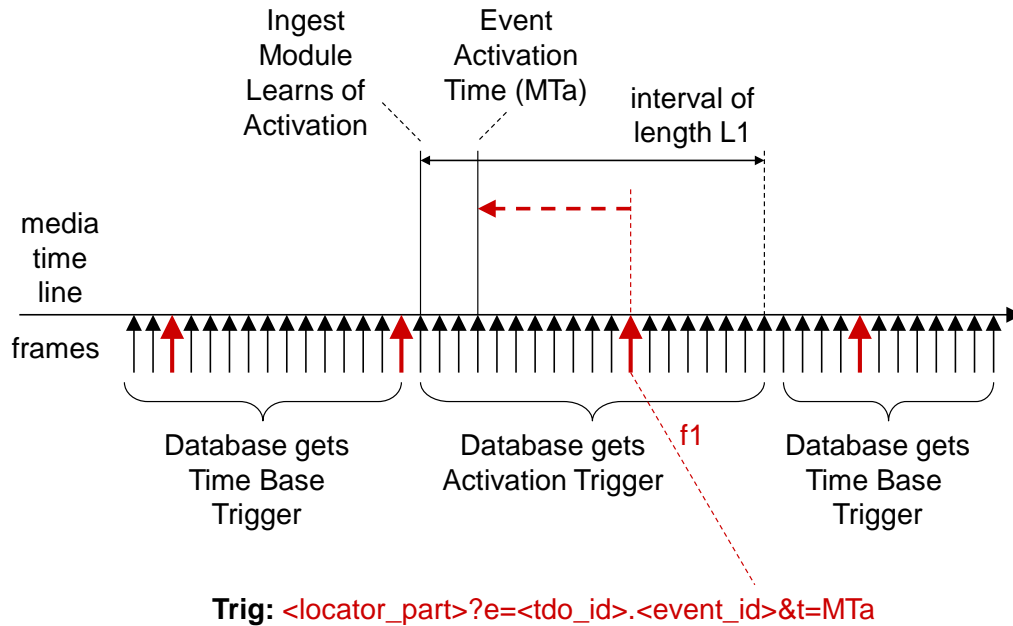 Ingest
Module
Learns of
Activation
Event
Activation
Time (MTa)
interval of
length L1
media
time
line
frames
Database gets
Time Base
Trigger
Database gets
Activation Trigger
f1
Database gets
Time Base
Trigger
Trig: <locator_part>?e=<tdo_id>.<event_id>&t=MTa